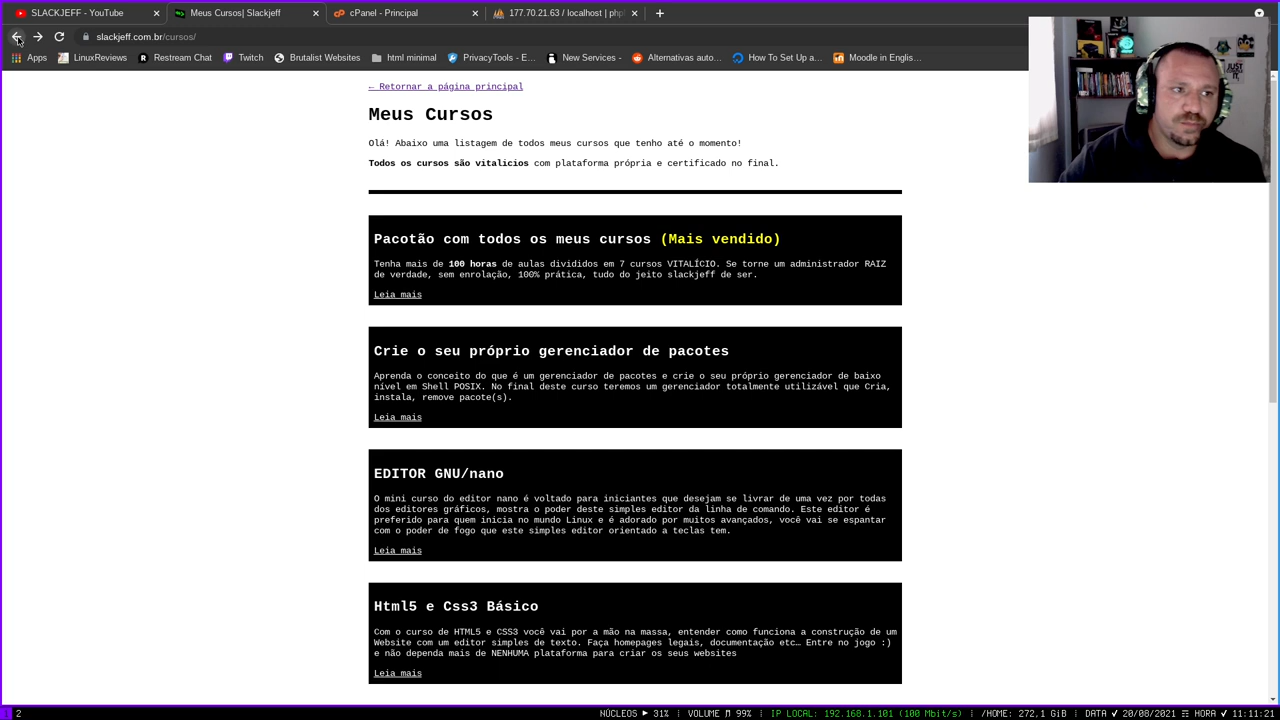 SLACKJEFF - YouTube
Meus Cursos| Slackjeff
cPanel - Principal
177.70.21.63 / localhost | php
slackjeff.com.br/cursos/
Apps
LinuxReviews
Restream Chat
Twitch
Brutalist Websites
html minimal
PrivacyTools - E…
New Services -
Alternativas auto…
How To Set Up a…
Moodle in Englis…
← Retornar a página principal
Meus Cursos
Olá! Abaixo uma listagem de todos meus cursos que tenho até o momento!
Todos os cursos são vitalicios com plataforma própria e certificado no final.
Pacotão com todos os meus cursos (Mais vendido)
Tenha mais de 100 horas de aulas divididos em 7 cursos VITALÍCIO. Se torne um administrador RAIZ
de verdade, sem enrolação, 100% prática, tudo do jeito slackjeff de ser.
Leia mais
Crie o seu próprio gerenciador de pacotes
Aprenda o conceito do que é um gerenciador de pacotes e crie o seu próprio gerenciador de baixo
nível em Shell POSIX. No final deste curso teremos um gerenciador totalmente utilizável que Cria,
instala, remove pacote(s).
Leia mais
EDITOR GNU/nano
O mini curso do editor nano é voltado para iniciantes que desejam se livrar de uma vez por todas
dos editores gráficos, mostra o poder deste simples editor da linha de comando. Este editor é
preferido para quem inicia no mundo Linux e é adorado por muitos avançados, você vai se espantar
com o poder de fogo que este simples editor orientado a teclas tem.
Leia mais
Html5 e Css3 Básico
Com o curso de HTML5 e CSS3 você vai por a mão na massa, entender como funciona a construção de um
Website com um editor simples de texto. Faça homepages legais, documentação etc… Entre no jogo :)
e não dependa mais de NENHUMA plataforma para criar os seus websites
Leia mais
1 2
NÚCLEOS ► 31% ¦ VOLUME 99% ¦ IP LOCAL: 192.168.1.101 (100 Mbit/s) ¦ /HOME: 272,1 GiB ¦ DATA ✔ 20/08/2021 HORA ✔ 11:11:21